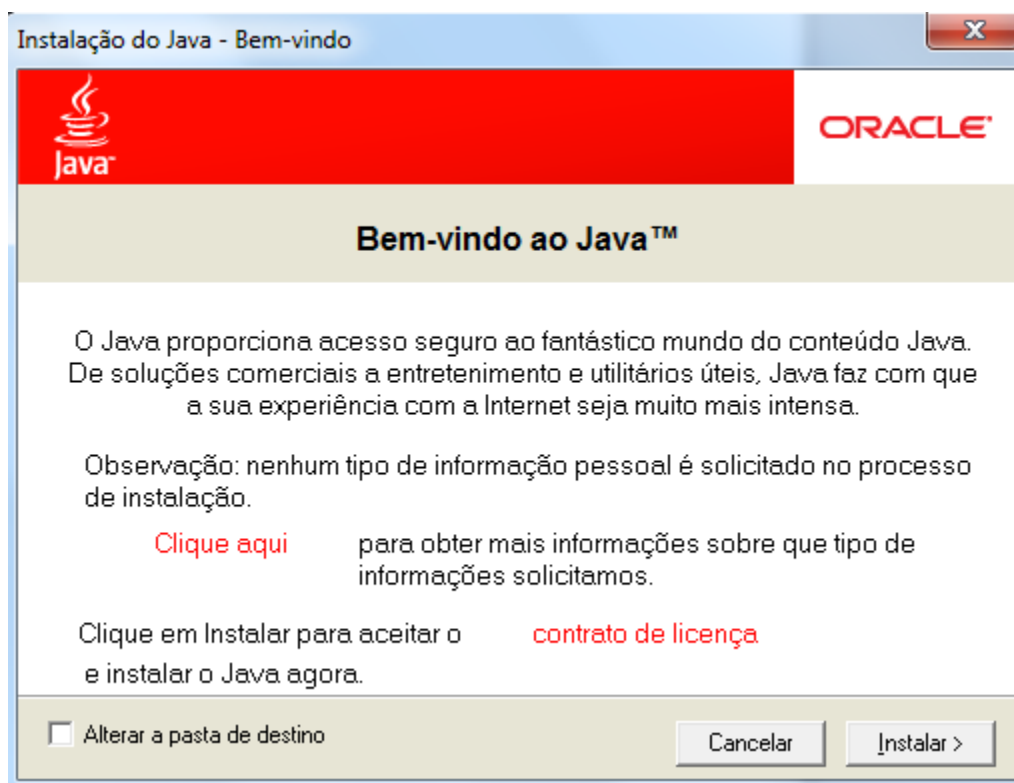 Instalação do Java - Bem-vindo
Java™
ORACLE®
Bem-vindo ao Java™
O Java proporciona acesso seguro ao fantástico mundo do conteúdo Java.
De soluções comerciais a entretenimento e utilitários úteis, Java faz com que
a sua experiência com a Internet seja muito mais intensa.
Observação: nenhum tipo de informação pessoal é solicitado no processo
de instalação.
Clique aqui para obter mais informações sobre que tipo de
informações solicitamos.
Clique em Instalar para aceitar o contrato de licença
e instalar o Java agora.
Alterar a pasta de destino
Cancelar
Instalar >